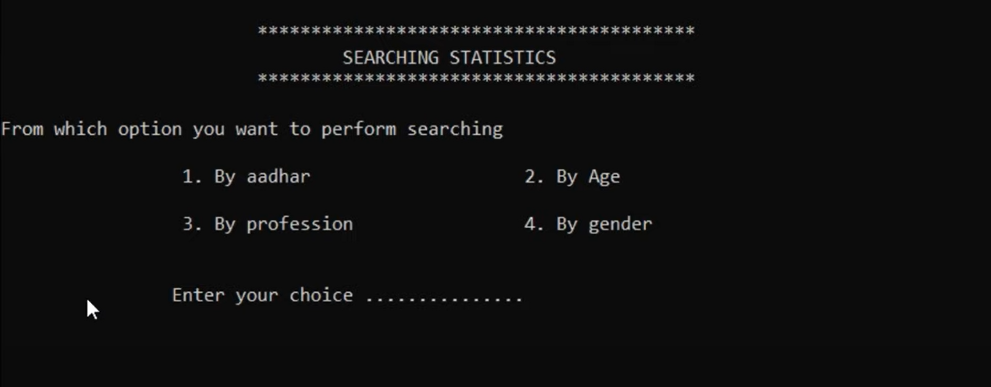 *****************************************
SEARCHING STATISTICS
*****************************************
From which option you want to perform searching
1. By aadhar 2. By Age
3. By profession 4. By gender
Enter your choice ...............